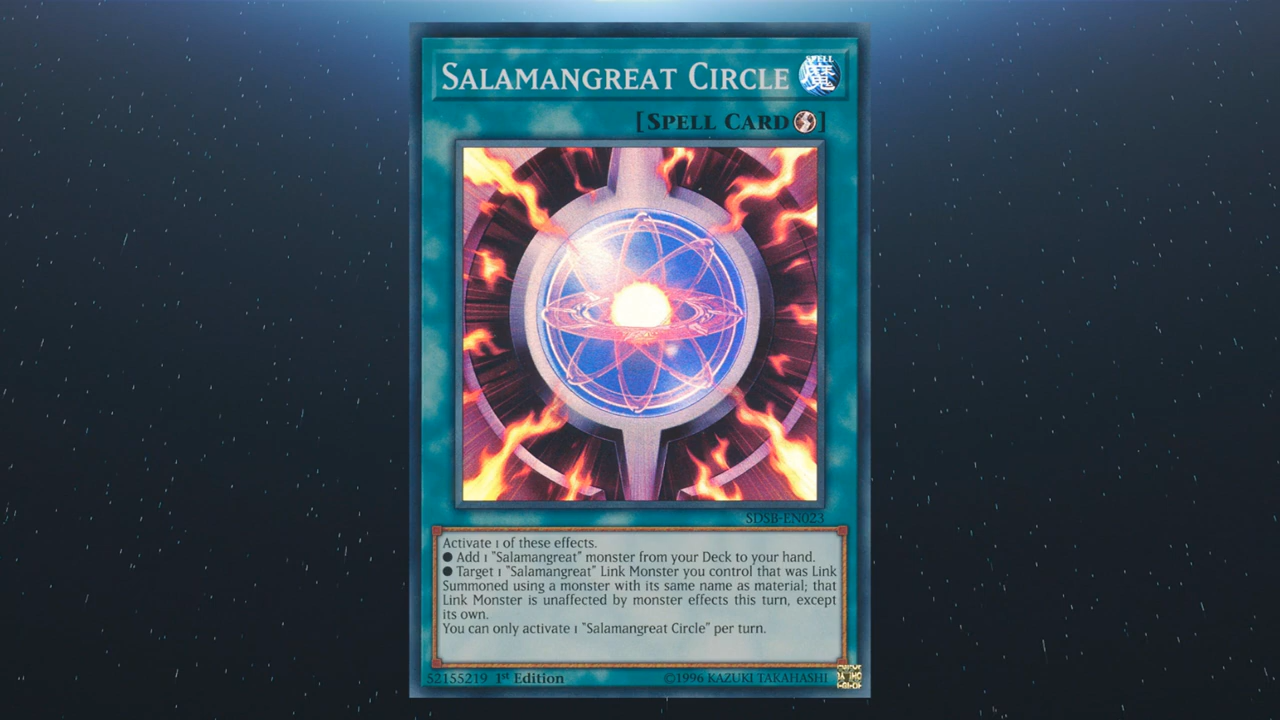 SALAMANGREAT CIRCLE
SPELL
魔
[SPELL CARD]
SDSB-EN023
Activate 1 of these effects.
● Add 1 "Salamangreat" monster from your Deck to your hand.
● Target 1 "Salamangreat" Link Monster you control that was Link
Summoned using a monster with its same name as material; that
Link Monster is unaffected by monster effects this turn, except
its own.
You can only activate 1 "Salamangreat Circle" per turn.
52155219 1st Edition
©1996 KAZUKI TAKAHASHI